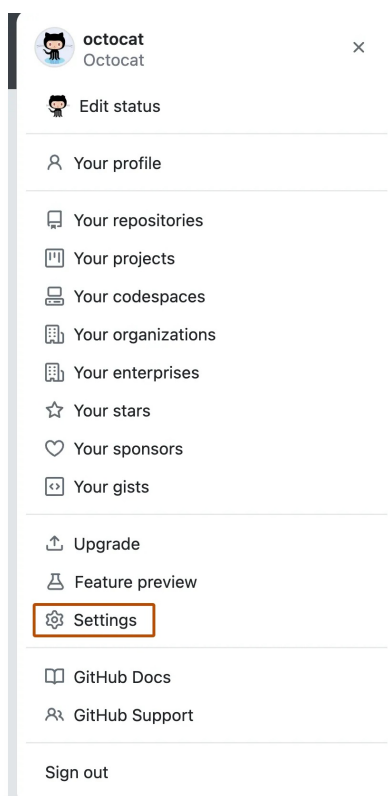 octocat
Octocat
Edit status
Your profile
Your repositories
Your projects
Your codespaces
Your organizations
Your enterprises
Your stars
Your sponsors
Your gists
Upgrade
Feature preview
Settings
GitHub Docs
GitHub Support
Sign out